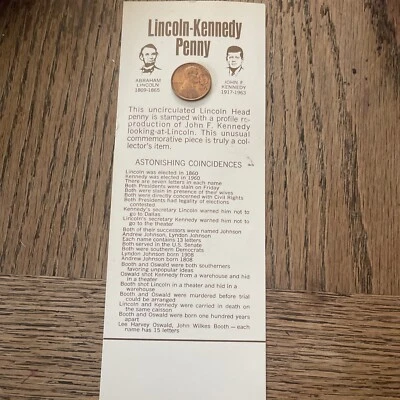 Lincoln-Kennedy
Penny
ABRAHAM
LINCOLN
1809-1865
JOHN F.
KENNEDY
1917-1963
This uncirculated Lincoln Head
penny is stamped with a profile re-
production of John F. Kennedy
looking-at-Lincoln. This unusual
commemorative piece is truly a col-
lector's item.
ASTONISHING COINCIDENCES
Lincoln was elected in 1860
Kennedy was elected in 1960
There are seven letters in each name
Both Presidents were slain on Friday
Both were slain in presence of their wives
Both were directly concerned with Civil Rights
Both Presidents had legality of elections
contested
Kennedy's secretary Lincoln warned him not to
go to Dallas
Lincoln's secretary Kennedy warned him not to
go to the theater
Both of their successors were named Johnson
Andrew Johnson, Lyndon Johnson
Each name contains 13 letters
Both served in the U.S. Senate
Both were southern Democrats
Lyndon Johnson born 1908
Andrew Johnson born 1808
Booth and Oswald were both southerners
favoring unpopular ideas
Oswald shot Kennedy from a warehouse and hid
in a theater
Booth shot Lincoln in a theater and hid in a
warehouse
Booth and Oswald were murdered before trial
could be arranged
Lincoln and Kennedy were carried in death on
the same caisson
Booth and Oswald were born one hundred years
apart
Lee Harvey Oswald, John Wilkes Booth — each
name has 15 letters